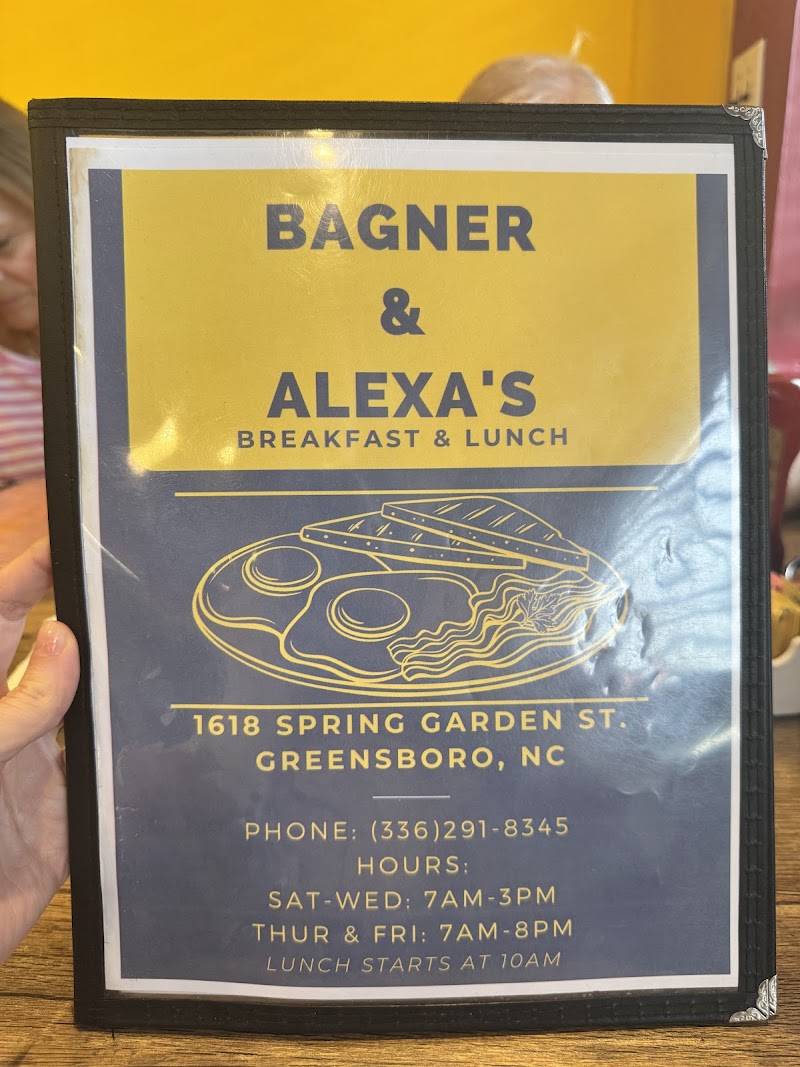 BAGNER
&
ALEXA'S
BREAKFAST & LUNCH
1618 SPRING GARDEN ST.
GREENSBORO, NC
PHONE: (336)291-8345
HOURS:
SAT-WED: 7AM-3PM
THUR & FRI: 7AM-8PM
LUNCH STARTS AT 10AM